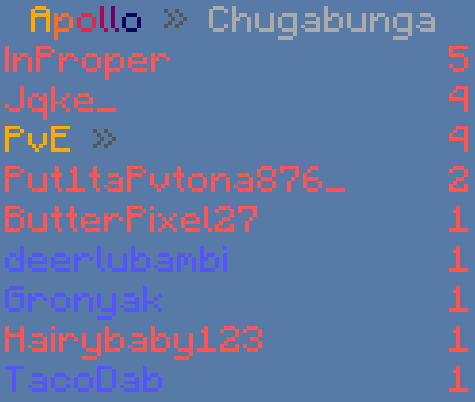 Apollo » Chugabunga
InProper 5
Jqke_ 4
PvE » 4
Put1taPvtona876_ 2
ButterPixel27 1
deerlubambi 1
Gronyak 1
Hairybaby123 1
TacoDab 1